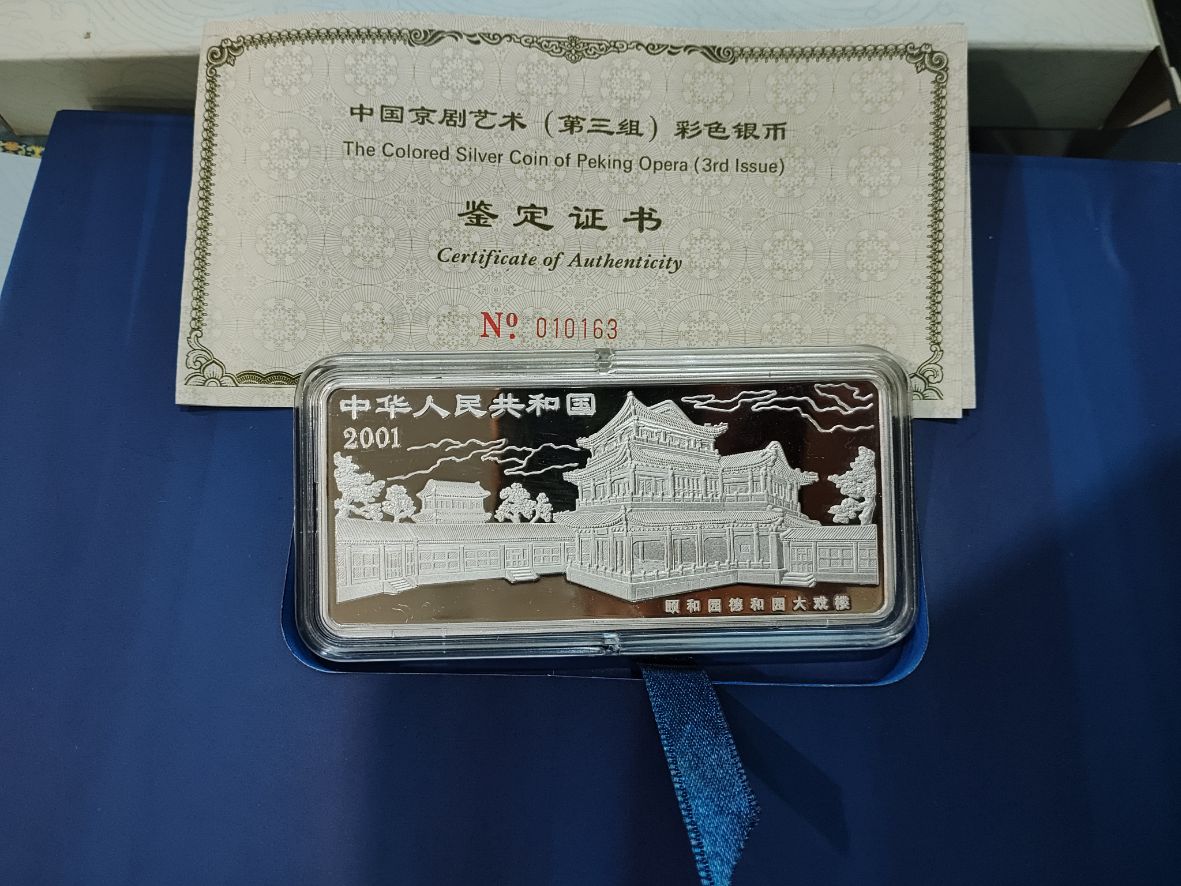 中国京剧艺术（第三组）彩色银币
The Colored Silver Coin of Peking Opera (3rd Issue)
鉴定证书
Certificate of Authenticity
Nº 010163
中华人民共和国
2001
颐和园德和园大戏楼